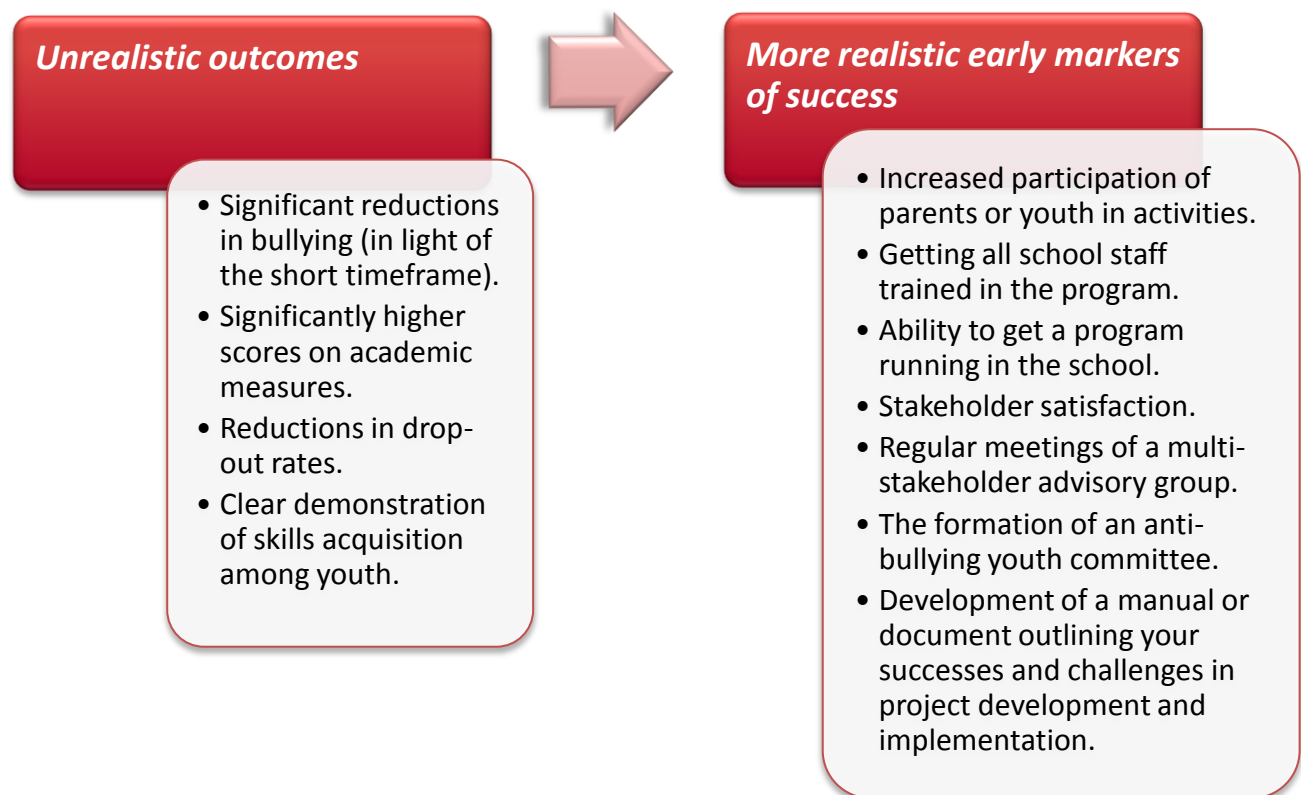 Unrealistic outcomes
• Significant reductions
in bullying (in light of
the short timeframe).
• Significantly higher
scores on academic
measures.
• Reductions in drop-
out rates.
• Clear demonstration
of skills acquisition
among youth.
More realistic early markers
of success
• Increased participation of
parents or youth in activities.
• Getting all school staff
trained in the program.
• Ability to get a program
running in the school.
• Stakeholder satisfaction.
• Regular meetings of a multi-
stakeholder advisory group.
• The formation of an anti-
bullying youth committee.
• Development of a manual or
document outlining your
successes and challenges in
project development and
implementation.